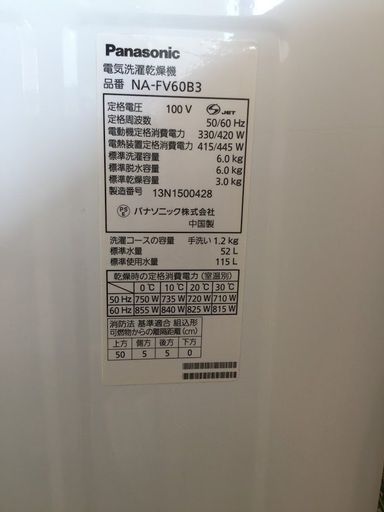 Panasonic
電気洗濯乾燥機
品番 NA-FV60B3
定格電圧 100 V S JET
定格周波数 50/60 Hz
電動機定格消費電力 330/420 W
電熱装置定格消費電力 415/445 W
標準洗濯容量 6.0 kg
標準脱水容量 6.0 kg
標準乾燥容量 3.0 kg
製造番号 13N1500428
PSE パナソニック株式会社
中国製
洗濯コースの容量 手洗い 1.2 kg
標準水量 52 L
標準使用水量 115 L
乾燥時の定格消費電力(室温別)
0℃ 10℃ 20℃ 30℃
50 Hz 750 W 735 W 720 W 710 W
60 Hz 855 W 840 W 825 W 815 W
消防法 基準適合 組込形
可燃物からの離隔距離(cm)
上方 側方 後方 下方
50 5 5 0